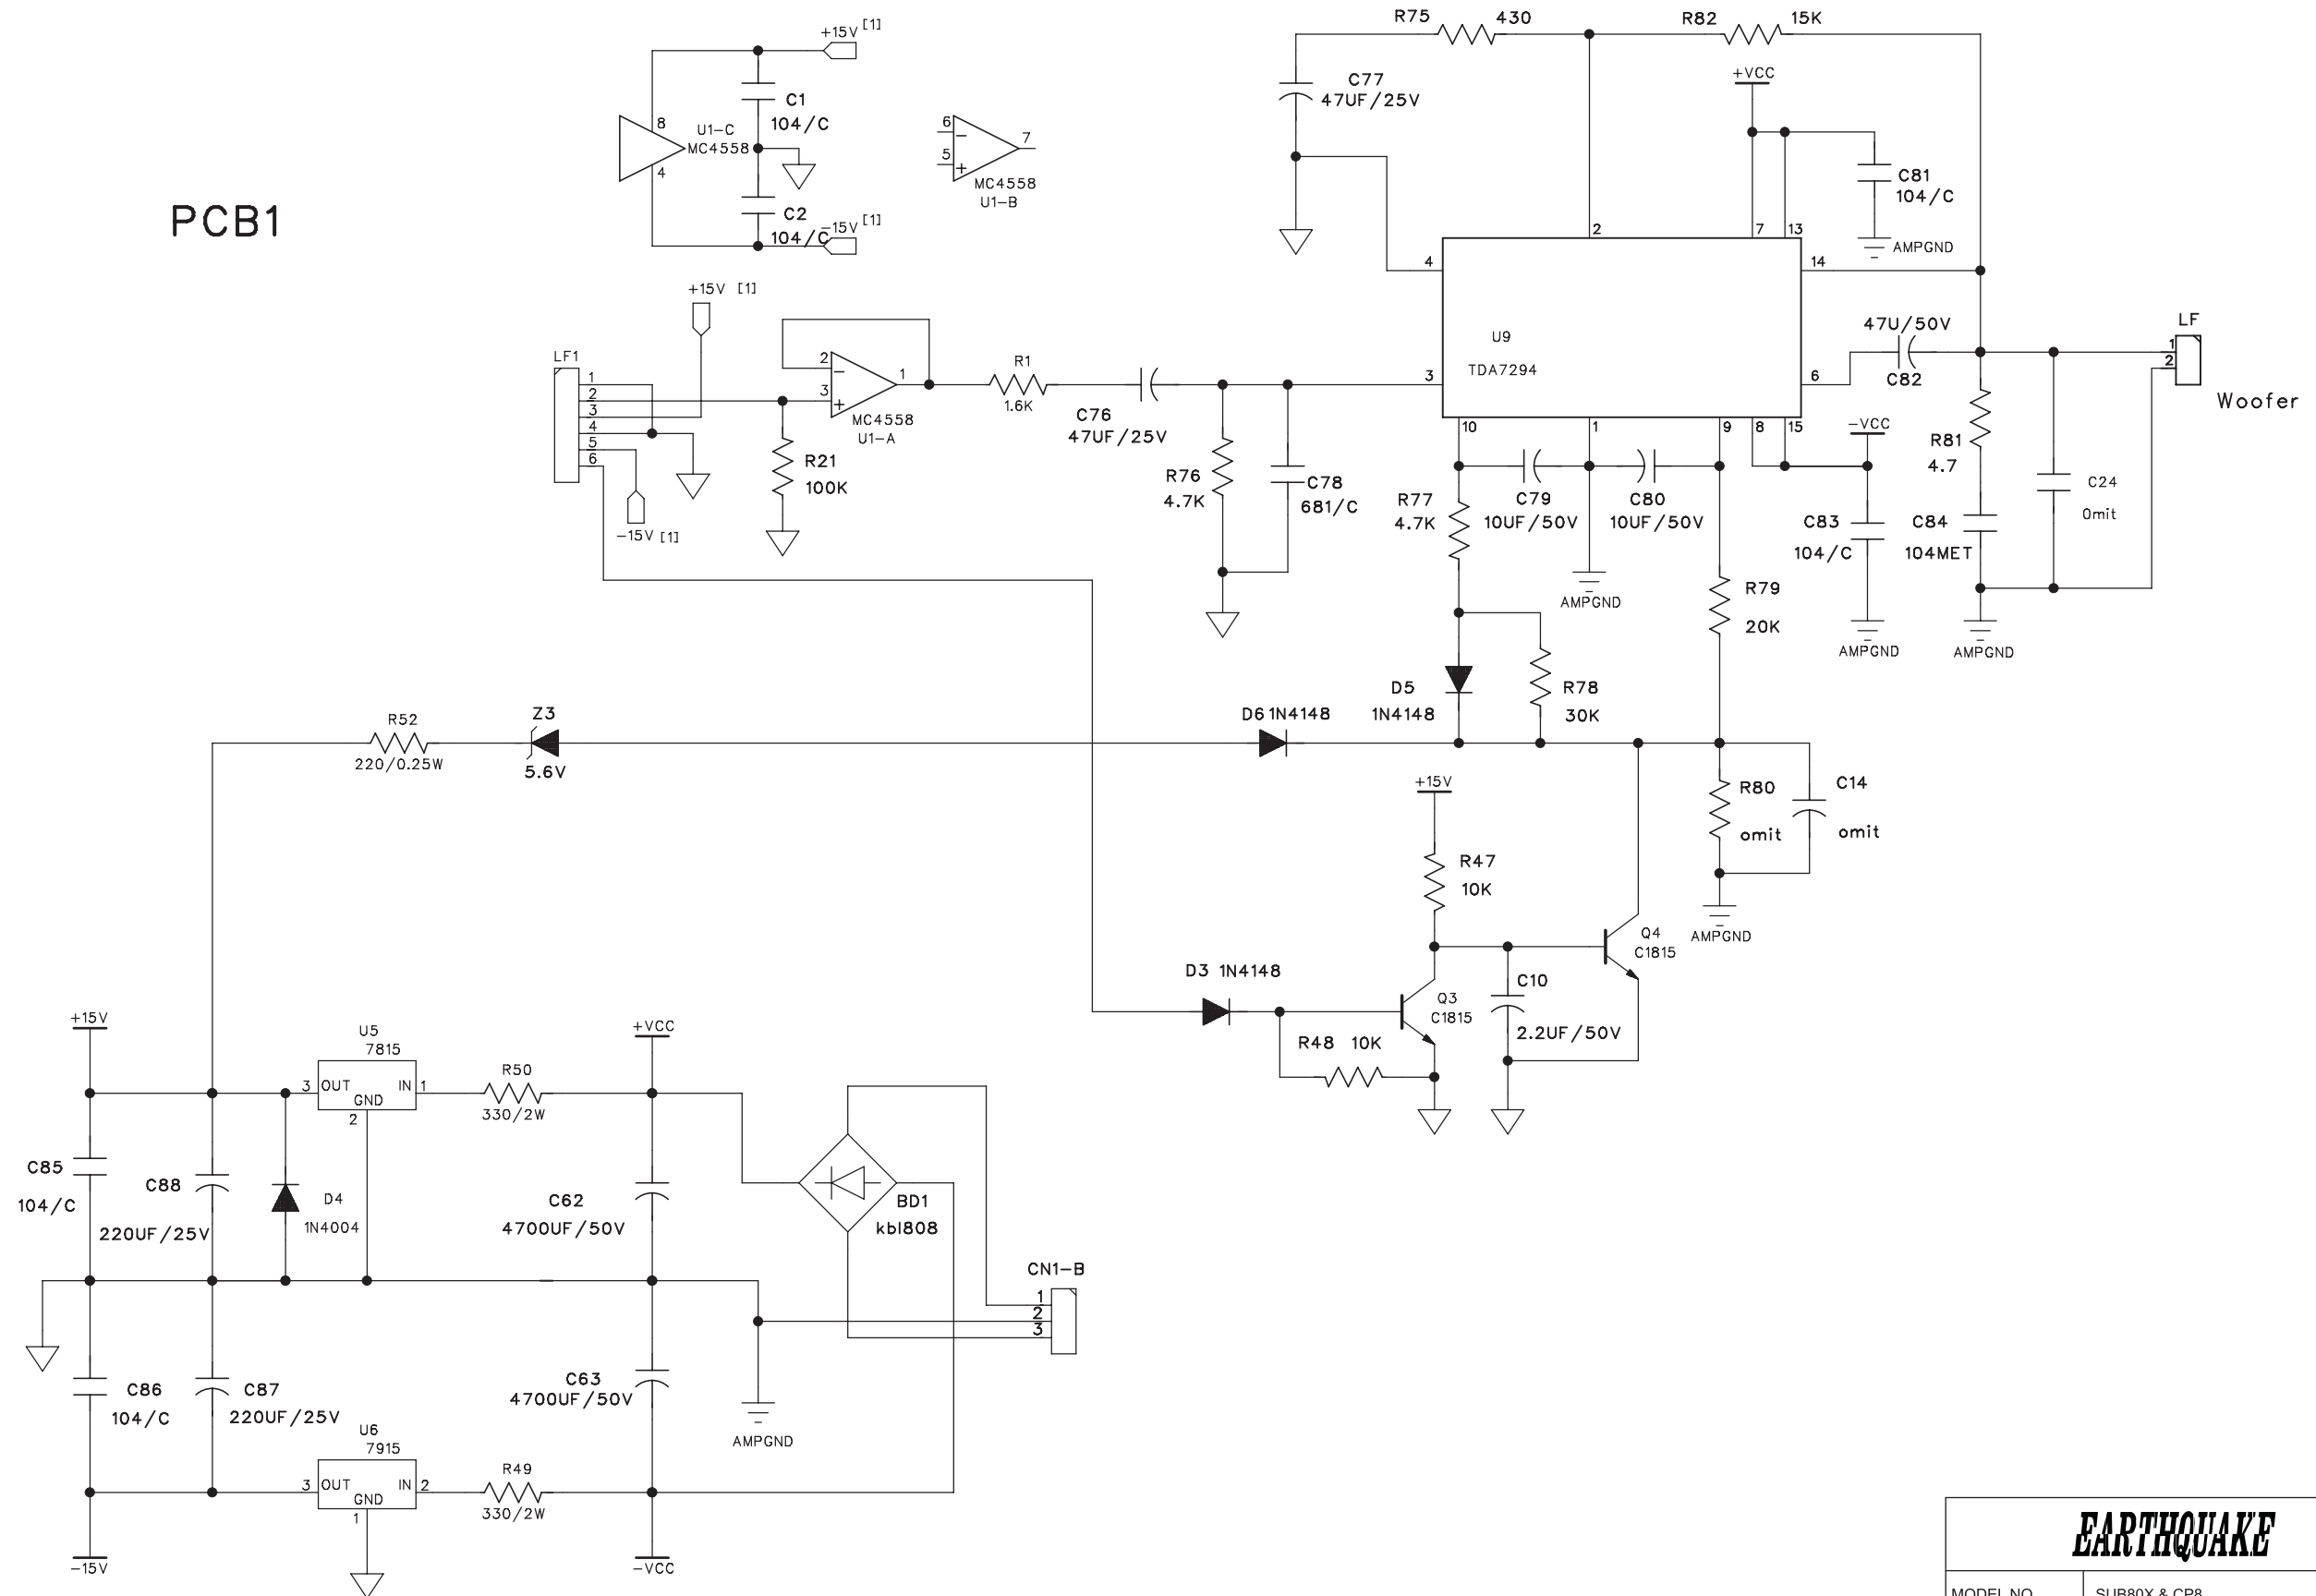 PCB1
+15V [1]
C1
104/C
8
U1-C
MC4558
4
C2
104/C
-15V [1]
6
5
7
MC4558
U1-B
R75 430
R82 15K
C77
47UF/25V
+VCC
C81
104/C
AMPGND
2
7
13
4
14
U9
TDA7294
3
6
10
1
9
8
15
47U/50V
C82
LF
1
2
Woofer
+15V [1]
LF1
1
2
3
4
5
6
-15V [1]
2
3
1
MC4558
U1-A
R21
100K
R1
1.6K
C76
47UF/25V
R76
4.7K
C78
681/C
R77
4.7K
C79
10UF/50V
C80
10UF/50V
AMPGND
-VCC
C83
104/C
AMPGND
R81
4.7
C84
104MET
AMPGND
C24
Omit
R79
20K
D5
1N4148
R78
30K
D6 1N4148
R52
220/0.25W
Z3
5.6V
R80
omit
C14
omit
AMPGND
+15V
R47
10K
Q4
C1815
D3 1N4148
Q3
C1815
C10
2.2UF/50V
R48 10K
+15V
U5
7815
3 OUT IN 1
GND
2
R50
330/2W
+VCC
C85
104/C
C88
220UF/25V
D4
1N4004
C62
4700UF/50V
BD1
kbl808
CN1-B
1
2
3
C86
104/C
C87
220UF/25V
C63
4700UF/50V
AMPGND
U6
7915
3 OUT IN 2
GND
1
R49
330/2W
-15V
-VCC
EARTHQUAKE
MODEL NO SUB80X & CP8